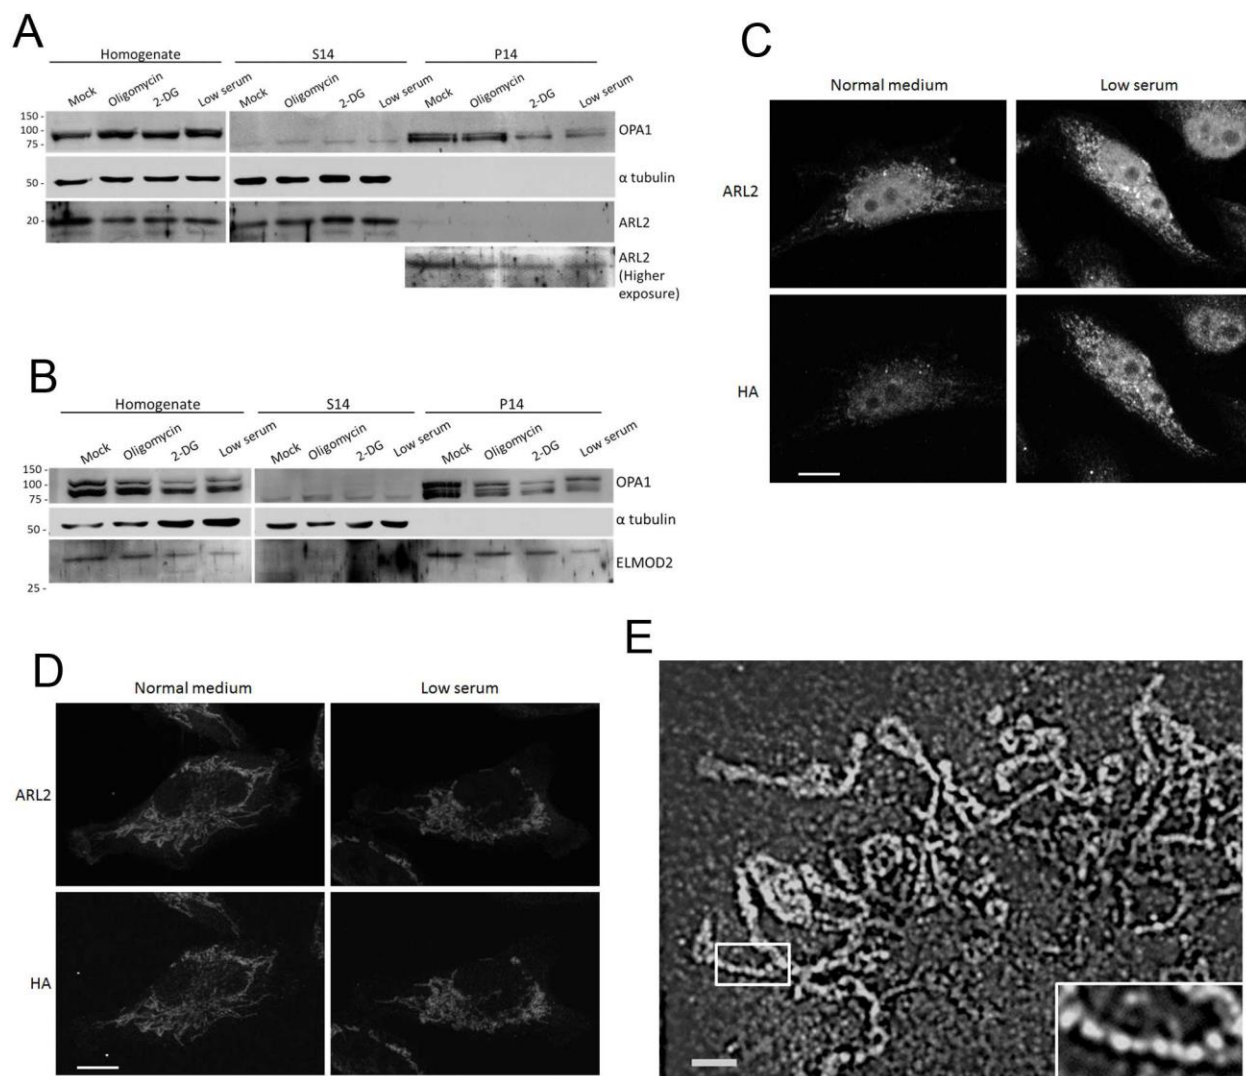 A
Homogenate S14 P14
Mock Oligomycin 2-DG Low serum Mock Oligomycin 2-DG Low serum Mock Oligomycin 2-DG Low serum
150 -
100 -
75 -
OPA1
50 -
α tubulin
20 -
ARL2
ARL2
(Higher
exposure)
B
Homogenate S14 P14
Mock Oligomycin 2-DG Low serum Mock Oligomycin 2-DG Low serum Mock Oligomycin 2-DG Low serum
150 -
100 -
75 -
OPA1
50 -
α tubulin
ELMOD2
25 -
C
Normal medium Low serum
ARL2
HA
D
Normal medium Low serum
ARL2
HA
E